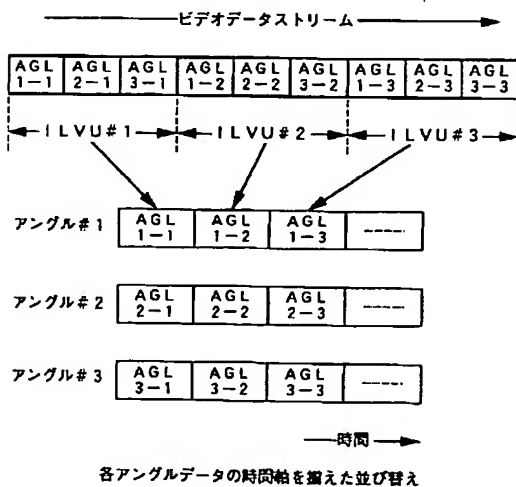 ビデオデータストリーム
AGL 1-1 AGL 2-1 AGL 3-1 AGL 1-2 AGL 2-2 AGL 3-2 AGL 1-3 AGL 2-3 AGL 3-3
ILVU#1 ILVU#2 ILVU#3
アングル#1 AGL 1-1 AGL 1-2 AGL 1-3
アングル#2 AGL 2-1 AGL 2-2 AGL 2-3
アングル#3 AGL 3-1 AGL 3-2 AGL 3-3
時間
各アングルデータの時間軸を揃えた並び替え